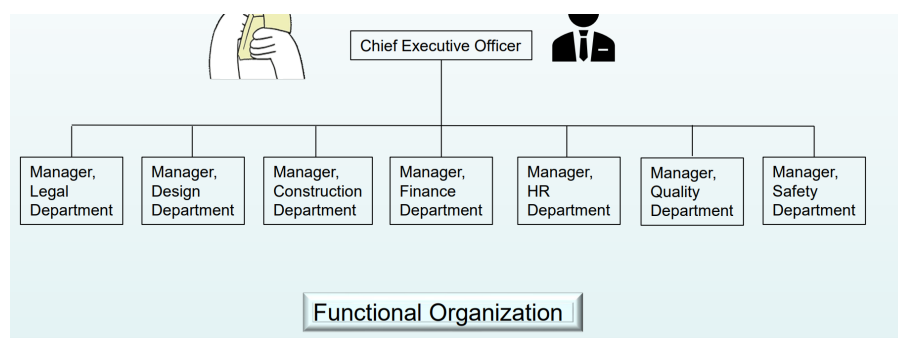 Chief Executive Officer
Manager,
Legal
Department
Manager,
Design
Department
Manager,
Construction
Department
Manager,
Finance
Department
Manager,
HR
Department
Manager,
Quality
Department
Manager,
Safety
Department
Functional Organization